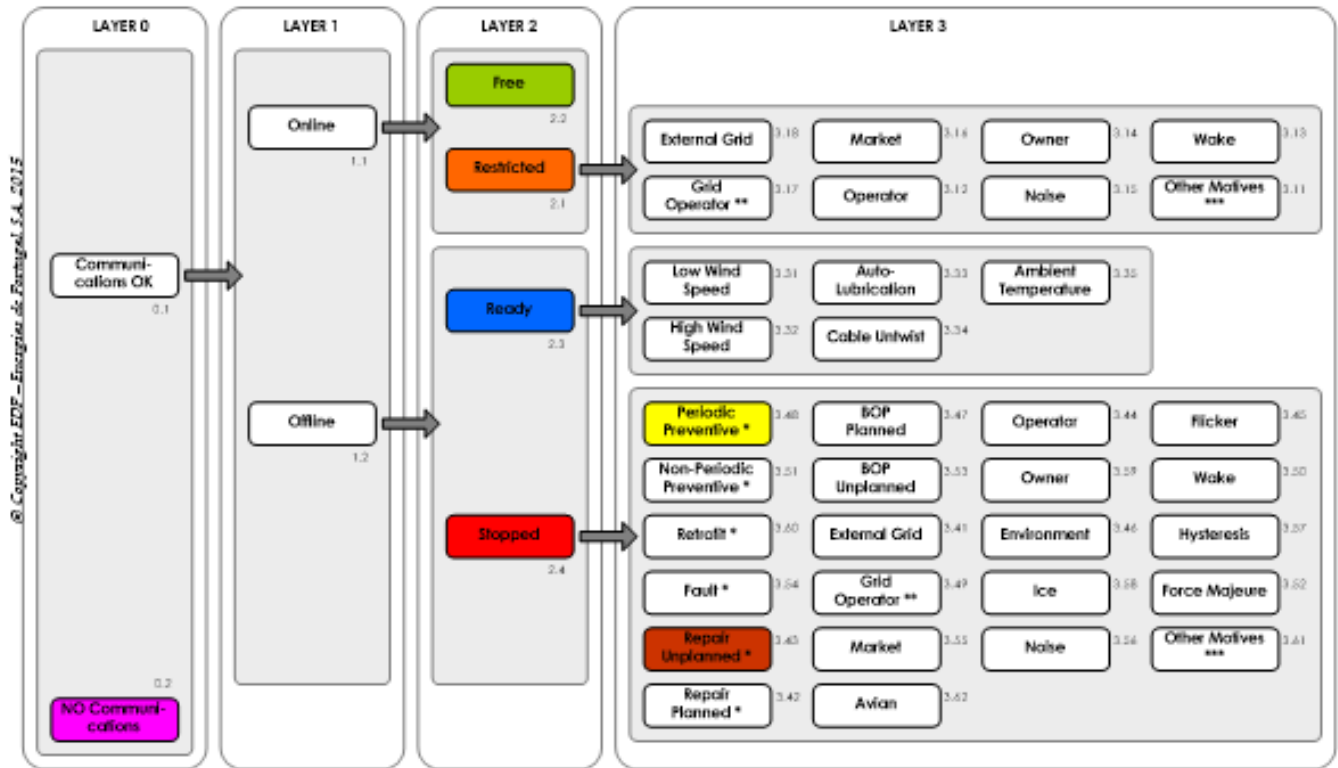 LAYER 0
LAYER 1
LAYER 2
LAYER 3
© Copyright EDP – Energias de Portugal, S.A. 2015
Communi-
cations OK
0.1
0.2
NO Communi-
cations
Online
1.1
Offline
1.2
Free
2.2
Restricted
2.1
Ready
2.3
Stopped
2.4
External Grid 3.18 Market 3.16 Owner 3.14 Wake 3.13
Grid
Operator ** 3.17 Operator 3.12 Noise 3.15 Other Motives
*** 3.11
Low Wind
Speed 3.31 Auto-
Lubrication 3.33 Ambient
Temperature 3.35
High Wind
Speed 3.32 Cable Untwist 3.34
Periodic
Preventive * 3.48 BOP
Planned 3.47 Operator 3.44 Flicker 3.45
Non-Periodic
Preventive * 3.51 BOP
Unplanned 3.53 Owner 3.59 Wake 3.50
Retrofit * 3.60 External Grid 3.41 Environment 3.46 Hysteresis 3.57
Fault * 3.54 Grid
Operator ** 3.49 Ice 3.58 Force Majeure 3.52
Repair
Unplanned * 3.43 Market 3.55 Noise 3.56 Other Motives
*** 3.61
Repair
Planned * 3.42 Avian 3.62